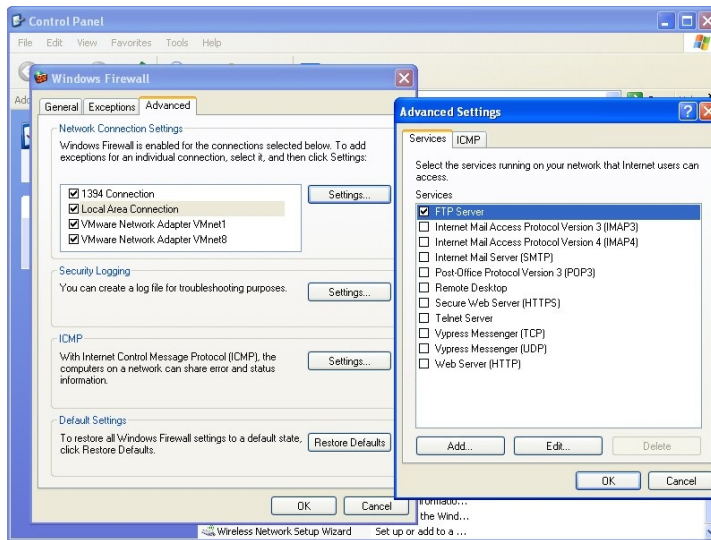 Control Panel
File Edit View Favorites Tools Help
Windows Firewall
General Exceptions Advanced
Network Connection Settings
Windows Firewall is enabled for the connections selected below. To add
exceptions for an individual connection, select it, and then click Settings:
1394 Connection
Local Area Connection
VMware Network Adapter VMnet1
VMware Network Adapter VMnet8
Settings...
Security Logging
You can create a log file for troubleshooting purposes.
Settings...
ICMP
With Internet Control Message Protocol (ICMP), the
computers on a network can share error and status
information.
Settings...
Default Settings
To restore all Windows Firewall settings to a default state,
click Restore Defaults.
Restore Defaults
OK Cancel
Advanced Settings
Services ICMP
Select the services running on your network that Internet users can
access.
Services
FTP Server
Internet Mail Access Protocol Version 3 (IMAP3)
Internet Mail Access Protocol Version 4 (IMAP4)
Internet Mail Server (SMTP)
Post-Office Protocol Version 3 (POP3)
Remote Desktop
Secure Web Server (HTTPS)
Telnet Server
Vypress Messenger (TCP)
Vypress Messenger (UDP)
Web Server (HTTP)
Add... Edit... Delete
OK Cancel
the Wind...
Wireless Network Setup Wizard Set up or add to a ...